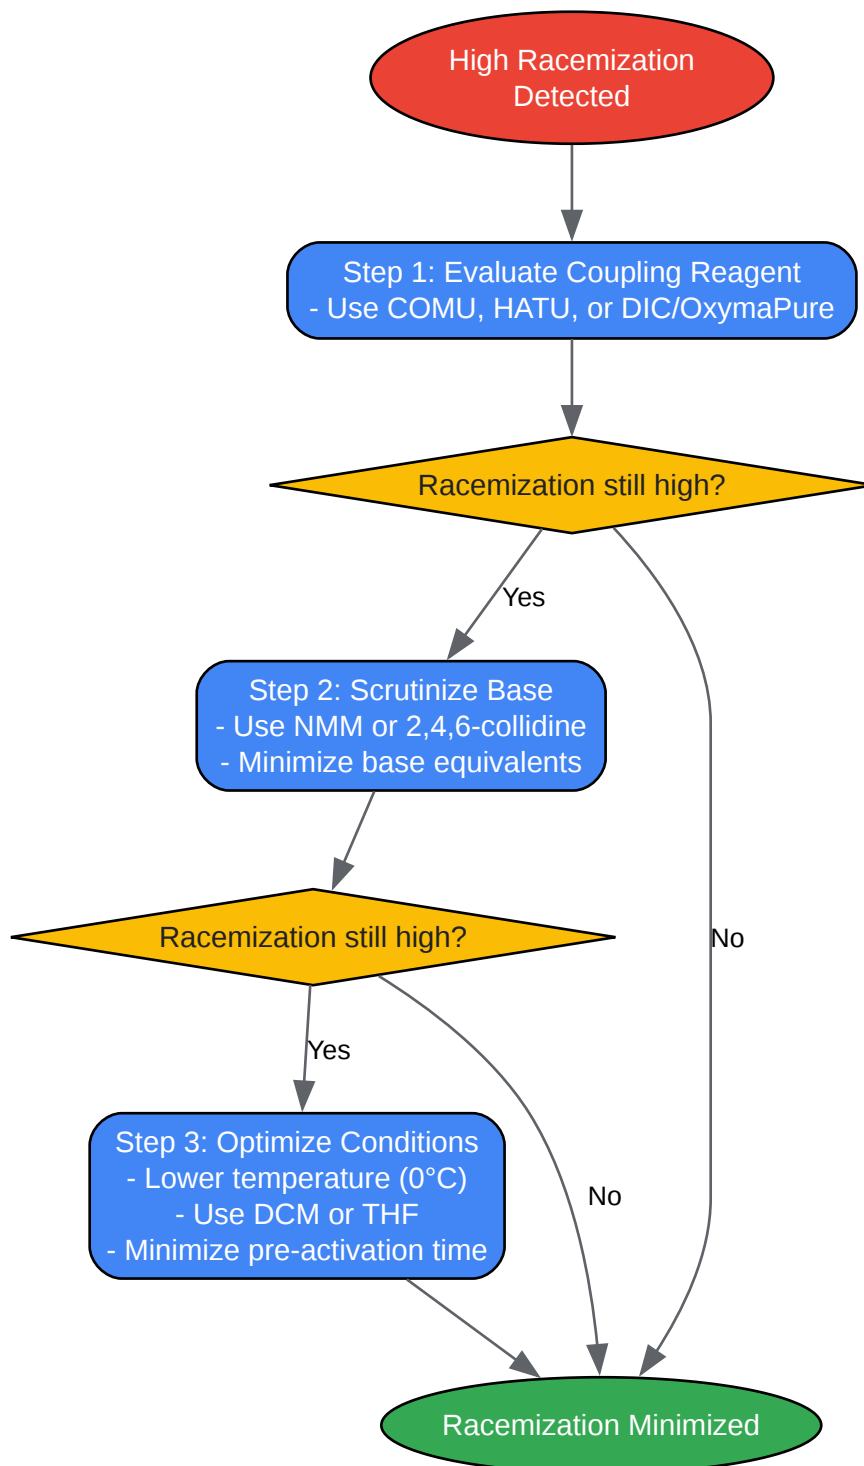 High Racemization
Detected
Step 1: Evaluate Coupling Reagent
- Use COMU, HATU, or DIC/OxymaPure
Racemization still high?
Yes
Step 2: Scrutinize Base
- Use NMM or 2,4,6-collidine
- Minimize base equivalents
Racemization still high?
No
Yes
Step 3: Optimize Conditions
- Lower temperature (0°C)
- Use DCM or THF
- Minimize pre-activation time
No
Racemization Minimized